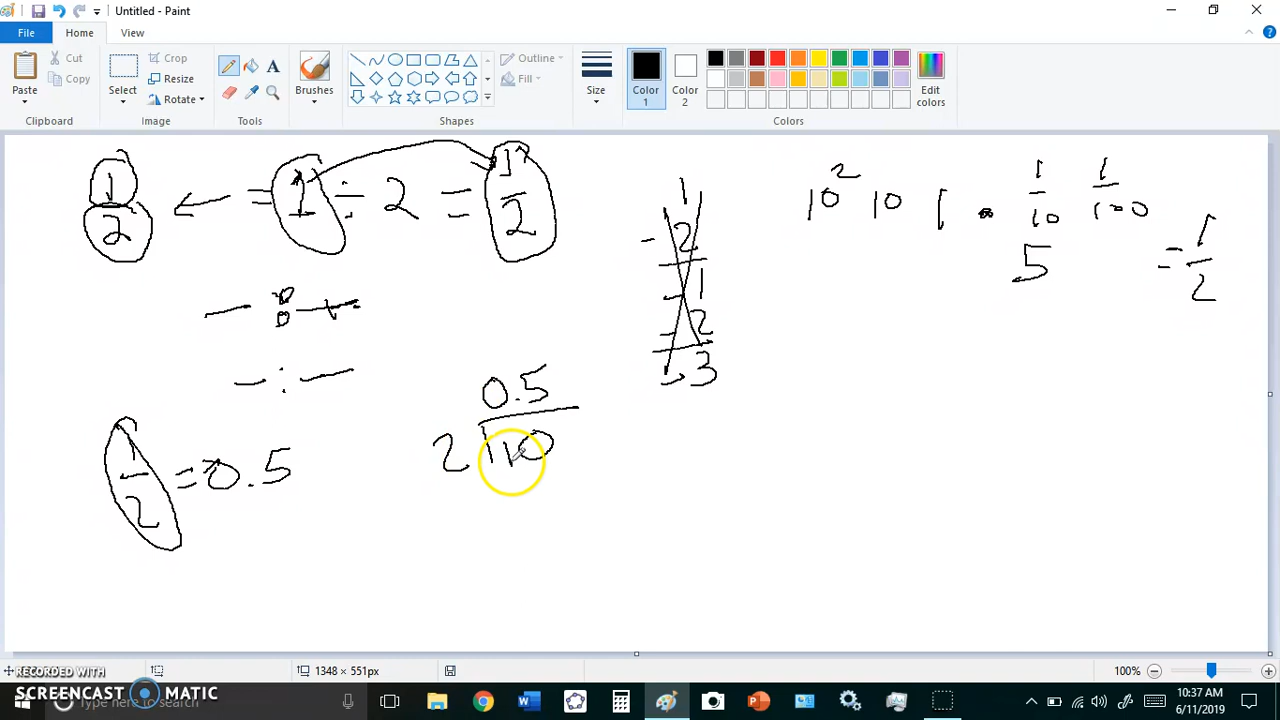 Untitled - Paint
File Home View
Paste Cut Copy
Clipboard
Select Crop Resize Rotate
Image
Tools
Brushes
Shapes
Outline Fill
Size
Color 1
Color 2
Edit colors
Colors
1/2 ← = 1 ÷ 2 = 1/2
1
- 2
- 1
- 2
- 3
10² 10 1 . 1/10 1/100
5 = 1/2
1/2 = 0.5
0.5
2 10
1348 × 551px
100%
RECORDED WITH
SCREENCAST MATIC
10:37 AM
6/11/2019